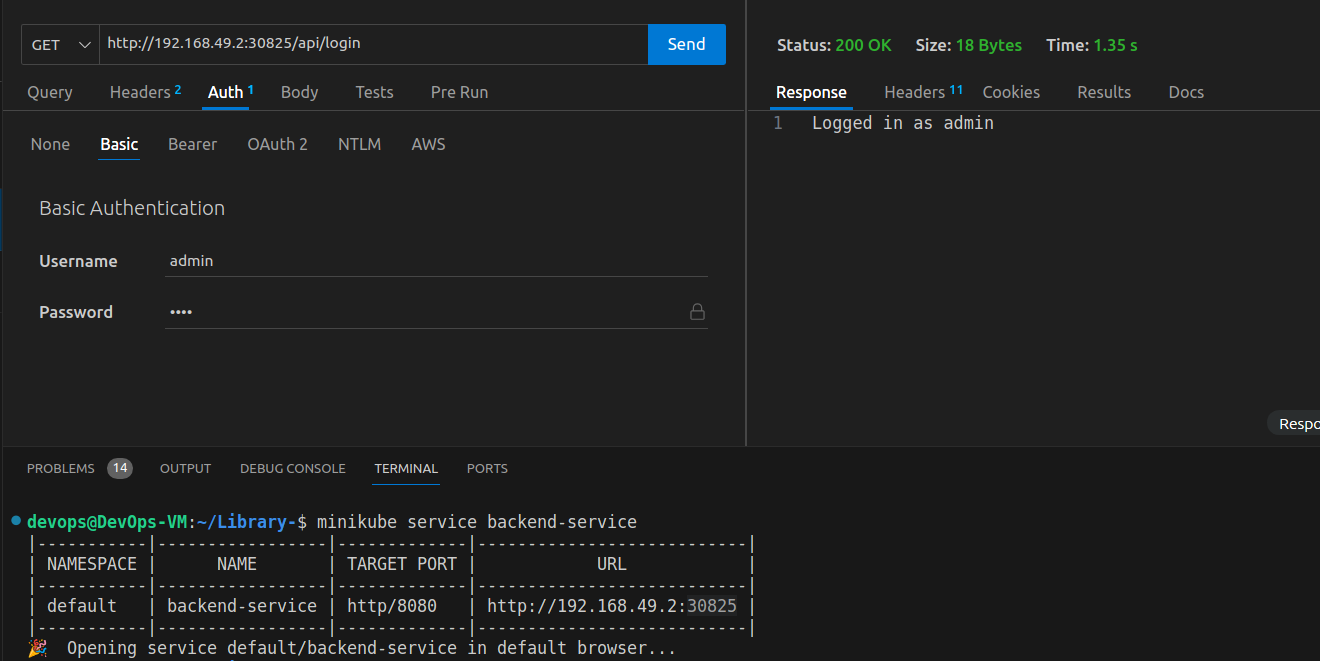 GET http://192.168.49.2:30825/api/login Send
Query Headers 2 Auth 1 Body Tests Pre Run
None Basic Bearer OAuth 2 NTLM AWS
Basic Authentication
Username admin
Password ••••
Status: 200 OK Size: 18 Bytes Time: 1.35 s
Response Headers 11 Cookies Results Docs
1 Logged in as admin
Respo
PROBLEMS 14 OUTPUT DEBUG CONSOLE TERMINAL PORTS
devops@DevOps-VM:~/Library-$ minikube service backend-service
|-----------|-----------------|-------------|---------------------------|
| NAMESPACE | NAME | TARGET PORT | URL |
|-----------|-----------------|-------------|---------------------------|
| default | backend-service | http/8080 | http://192.168.49.2:30825 |
|-----------|-----------------|-------------|---------------------------|
🎉 Opening service default/backend-service in default browser...